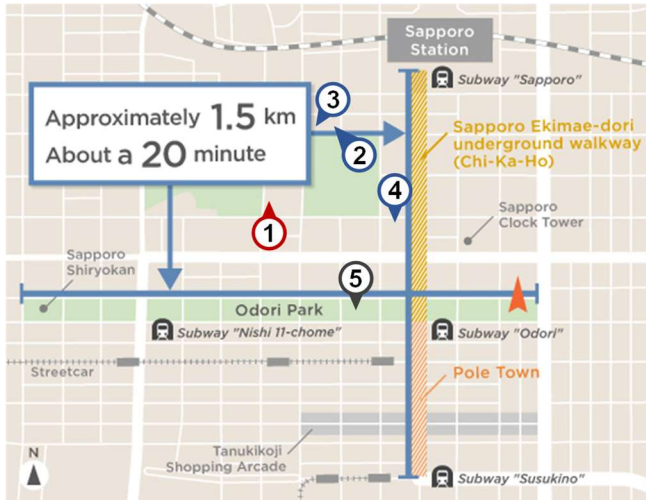 Sapporo
Station
Subway "Sapporo"
3
Approximately 1.5 km
About a 20 minute
2
Sapporo Ekimae-dori
underground walkway
(Chi-Ka-Ho)
4
1
Sapporo
Clock Tower
Sapporo
Shiryokan
5
Odori Park
Subway "Nishi 11-chome"
Subway "Odori"
Streetcar
Pole Town
Tanukikoji
Shopping Arcade
N
Subway "Susukino"